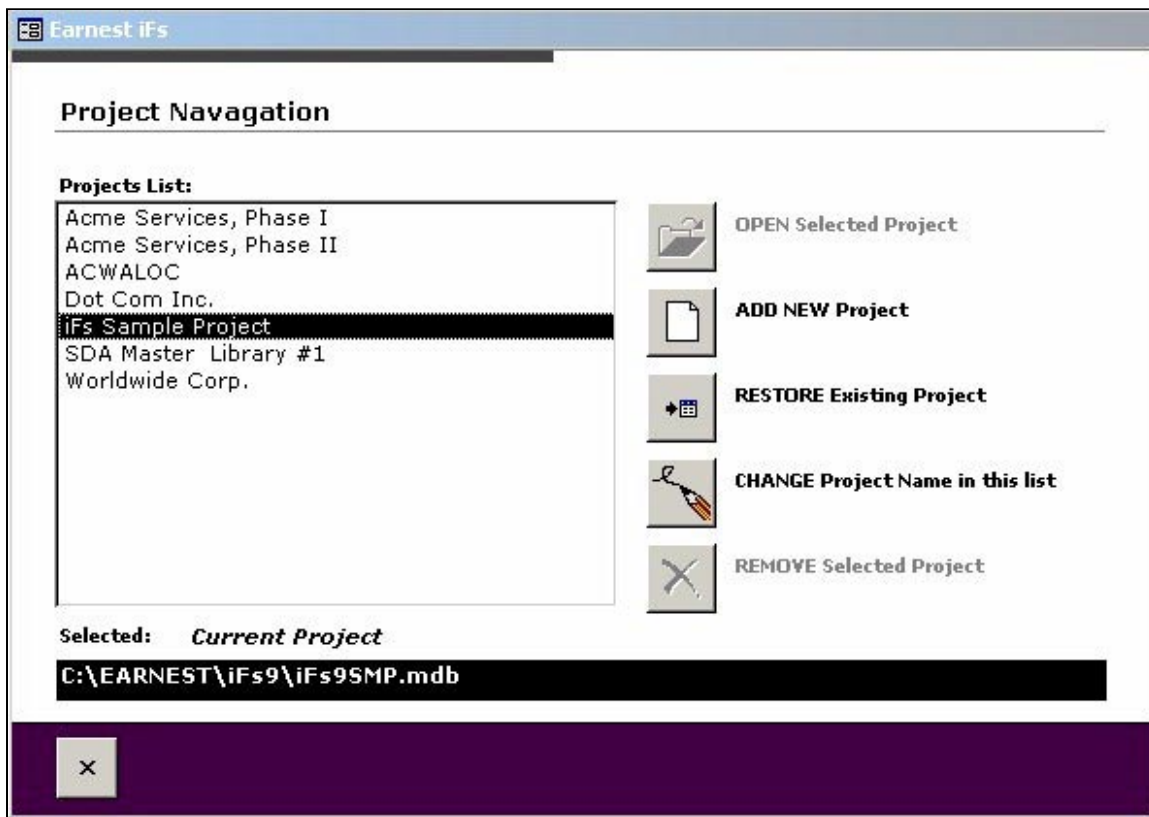 Earnest iFs
Project Navagation
Projects List:
Acme Services, Phase I
Acme Services, Phase II
ACWALOC
Dot Com Inc.
iFs Sample Project
SDA Master Library #1
Worldwide Corp.
OPEN Selected Project
ADD NEW Project
RESTORE Existing Project
CHANGE Project Name in this list
REMOVE Selected Project
Selected: Current Project
C:\EARNEST\iFs9\iFs9SMP.mdb